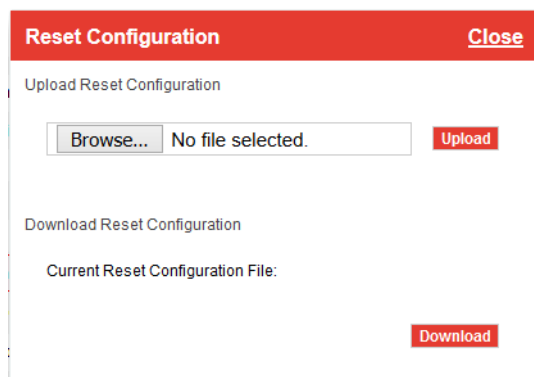 Reset Configuration Close
Upload Reset Configuration
Browse... No file selected. Upload
Download Reset Configuration
Current Reset Configuration File:
Download